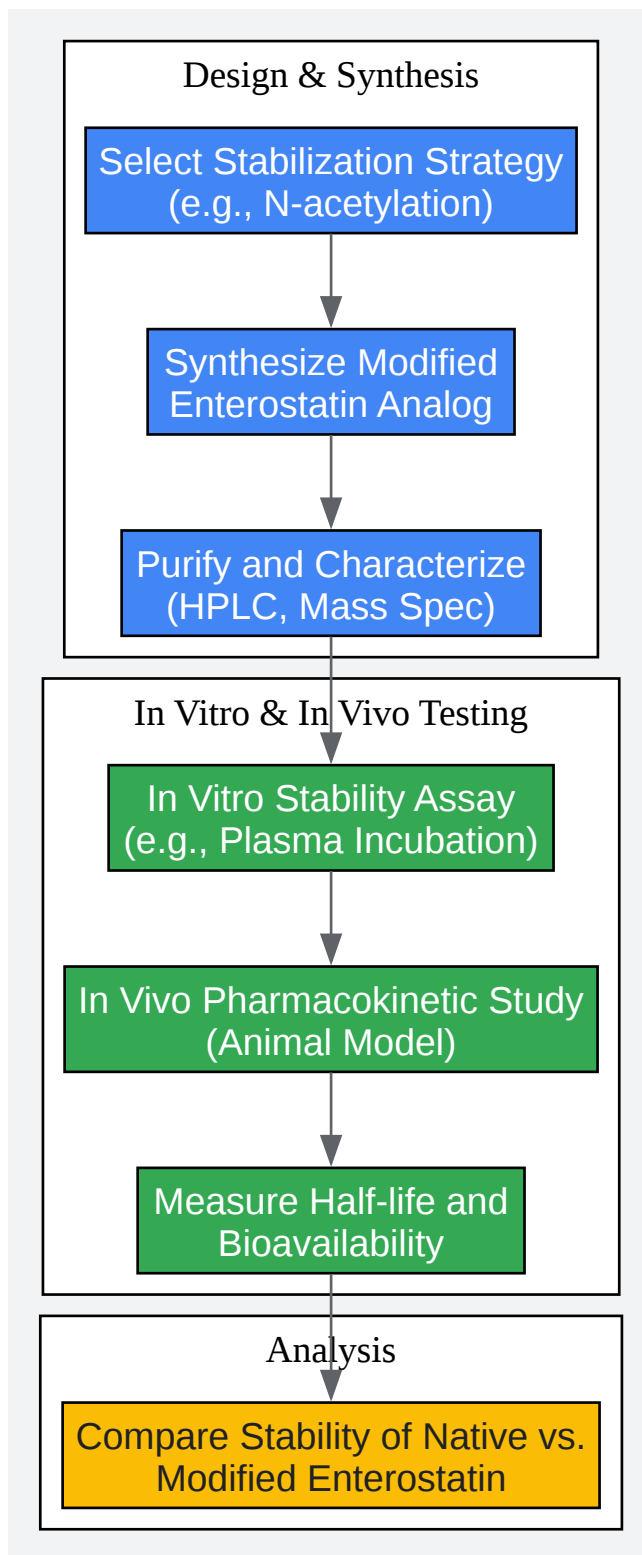 Design & Synthesis
Select Stabilization Strategy
(e.g., N-acetylation)
Synthesize Modified
Enterostatin Analog
Purify and Characterize
(HPLC, Mass Spec)
In Vitro & In Vivo Testing
In Vitro Stability Assay
(e.g., Plasma Incubation)
In Vivo Pharmacokinetic Study
(Animal Model)
Measure Half-life and
Bioavailability
Analysis
Compare Stability of Native vs.
Modified Enterostatin